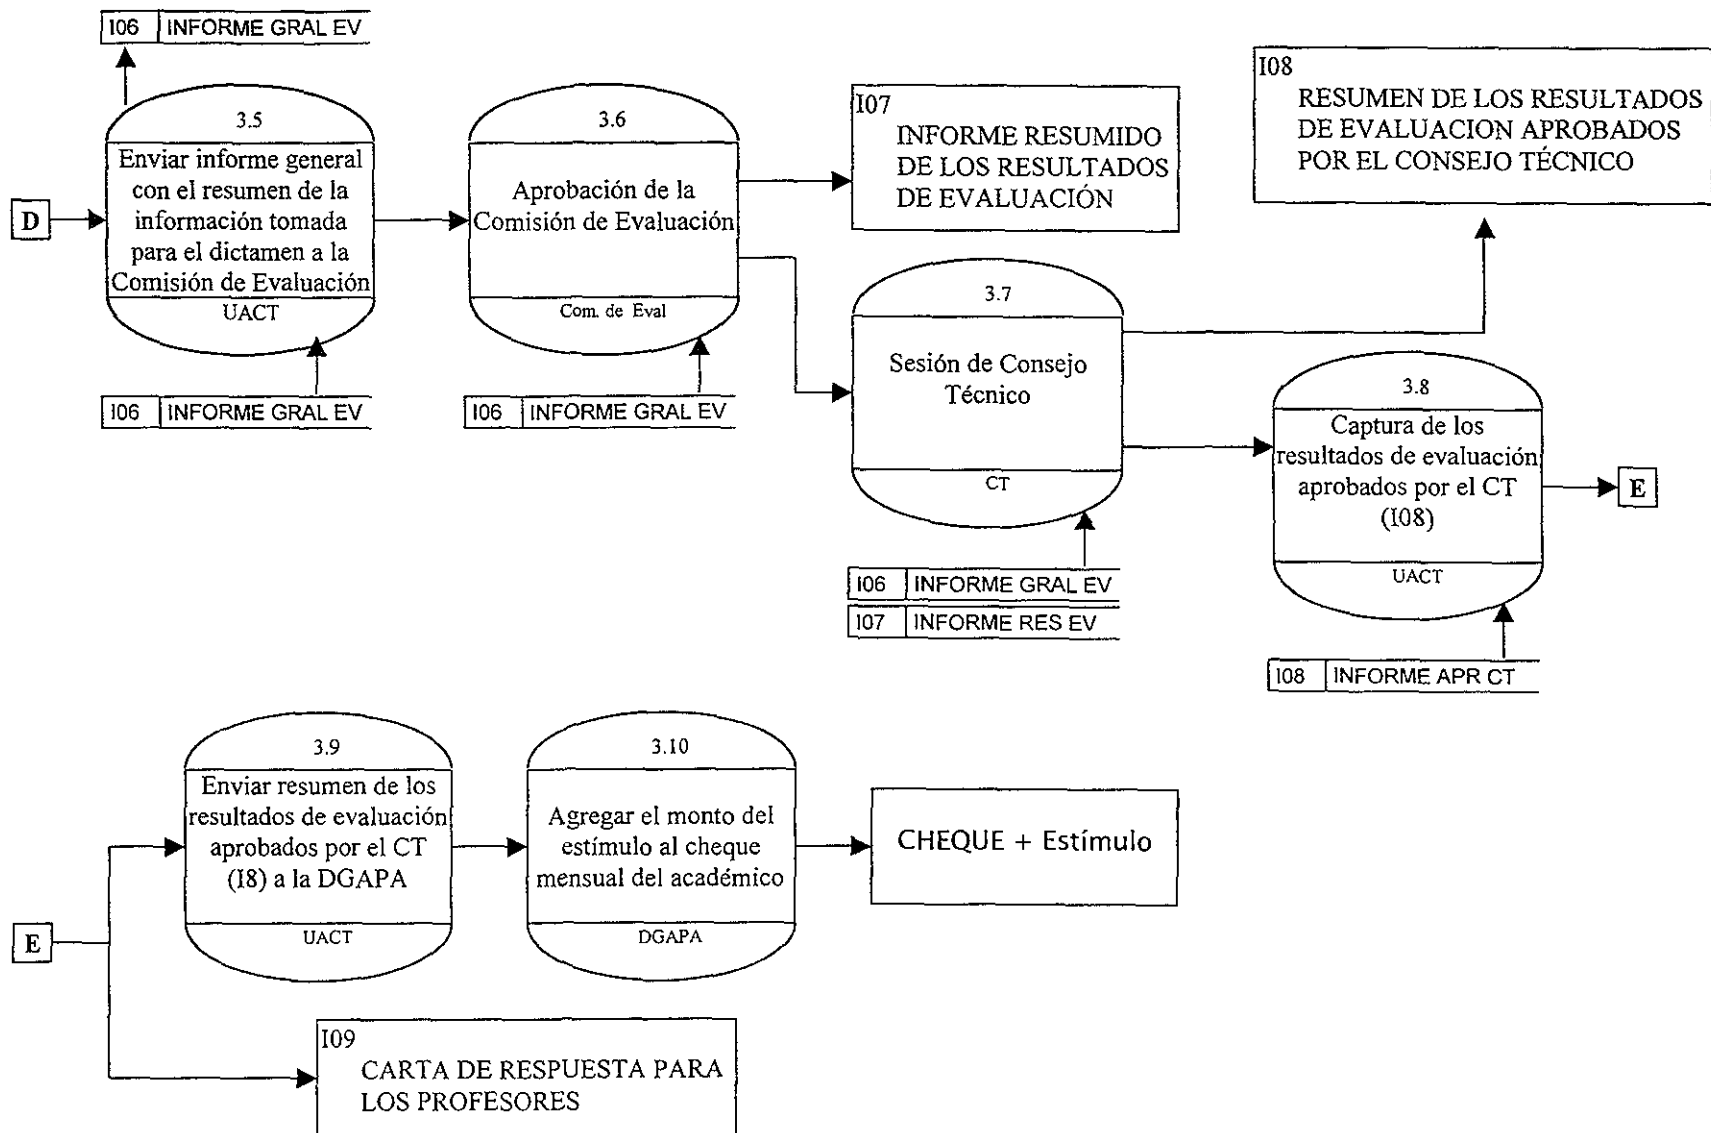 I06 INFORME GRAL EV
3.5
Enviar informe general
con el resumen de la
información tomada
para el dictamen a la
Comisión de Evaluación
UACT
I06 INFORME GRAL EV
D
3.6
Aprobación de la
Comisión de Evaluación
Com. de Eval
I06 INFORME GRAL EV
I07
INFORME RESUMIDO
DE LOS RESULTADOS
DE EVALUACIÓN
I08
RESUMEN DE LOS RESULTADOS
DE EVALUACION APROBADOS
POR EL CONSEJO TÉCNICO
3.7
Sesión de Consejo
Técnico
CT
I06 INFORME GRAL EV
I07 INFORME RES EV
3.8
Captura de los
resultados de evaluación
aprobados por el CT
(I08)
UACT
I08 INFORME APR CT
E
E
3.9
Enviar resumen de los
resultados de evaluación
aprobados por el CT
(I8) a la DGAPA
UACT
3.10
Agregar el monto del
estímulo al cheque
mensual del académico
DGAPA
CHEQUE + Estímulo
I09
CARTA DE RESPUESTA PARA
LOS PROFESORES